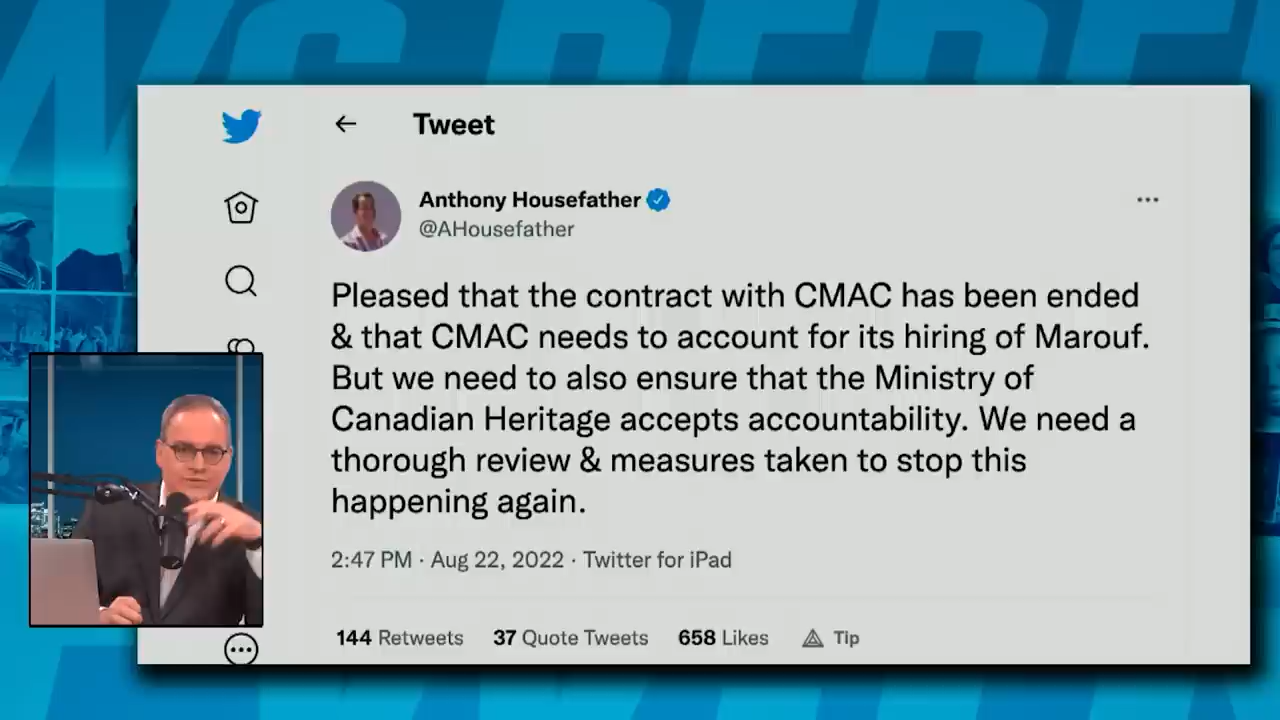 Tweet
Anthony Housefather
@AHousefather
Pleased that the contract with CMAC has been ended
& that CMAC needs to account for its hiring of Marouf.
But we need to also ensure that the Ministry of
Canadian Heritage accepts accountability. We need a
thorough review & measures taken to stop this
happening again.
2:47 PM · Aug 22, 2022 · Twitter for iPad
144 Retweets 37 Quote Tweets 658 Likes Tip